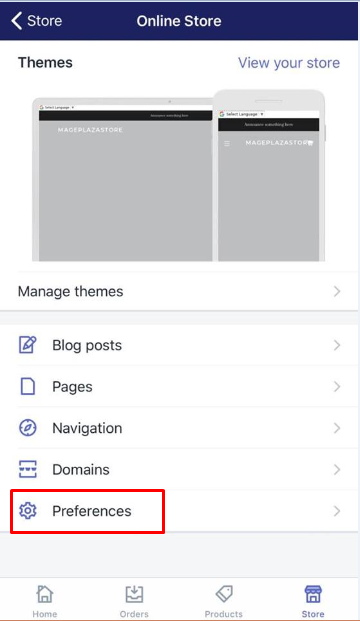 Store
Online Store
Themes
View your store
Select Language ▼
Announce something here
MAGEPLAZASTORE
Select Language ▼
Announce something here
MAGEPLAZASTORE
Manage themes
Blog posts
Pages
Navigation
Domains
Preferences
Home
Orders
Products
Store